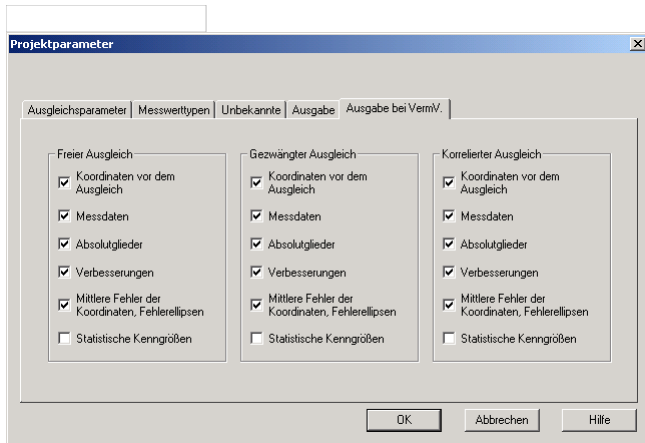 Projektparameter
Ausgleichsparameter Messwerttypen Unbekannte Ausgabe Ausgabe bei VermV.
Freier Ausgleich
Koordinaten vor dem
Ausgleich
Messdaten
Absolutglieder
Verbesserungen
Mittlere Fehler der
Koordinaten, Fehlerellipsen
Statistische Kenngrößen
Gezwängter Ausgleich
Koordinaten vor dem
Ausgleich
Messdaten
Absolutglieder
Verbesserungen
Mittlere Fehler der
Koordinaten, Fehlerellipsen
Statistische Kenngrößen
Korrelierter Ausgleich
Koordinaten vor dem
Ausgleich
Messdaten
Absolutglieder
Verbesserungen
Mittlere Fehler der
Koordinaten, Fehlerellipsen
Statistische Kenngrößen
OK Abbrechen Hilfe